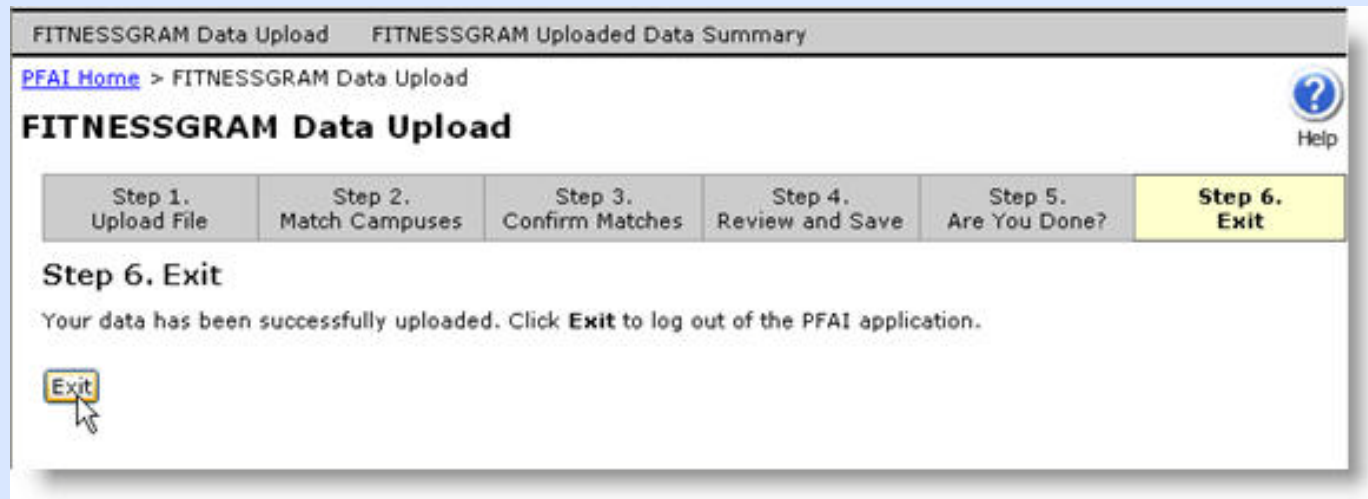 FITNESSGRAM Data Upload FITNESSGRAM Uploaded Data Summary
PFAI Home > FITNESSGRAM Data Upload
FITNESSGRAM Data Upload
Help
Step 1. Step 2. Step 3. Step 4. Step 5. Step 6.
Upload File Match Campuses Confirm Matches Review and Save Are You Done? Exit
Step 6. Exit
Your data has been successfully uploaded. Click Exit to log out of the PFAI application.
Exit